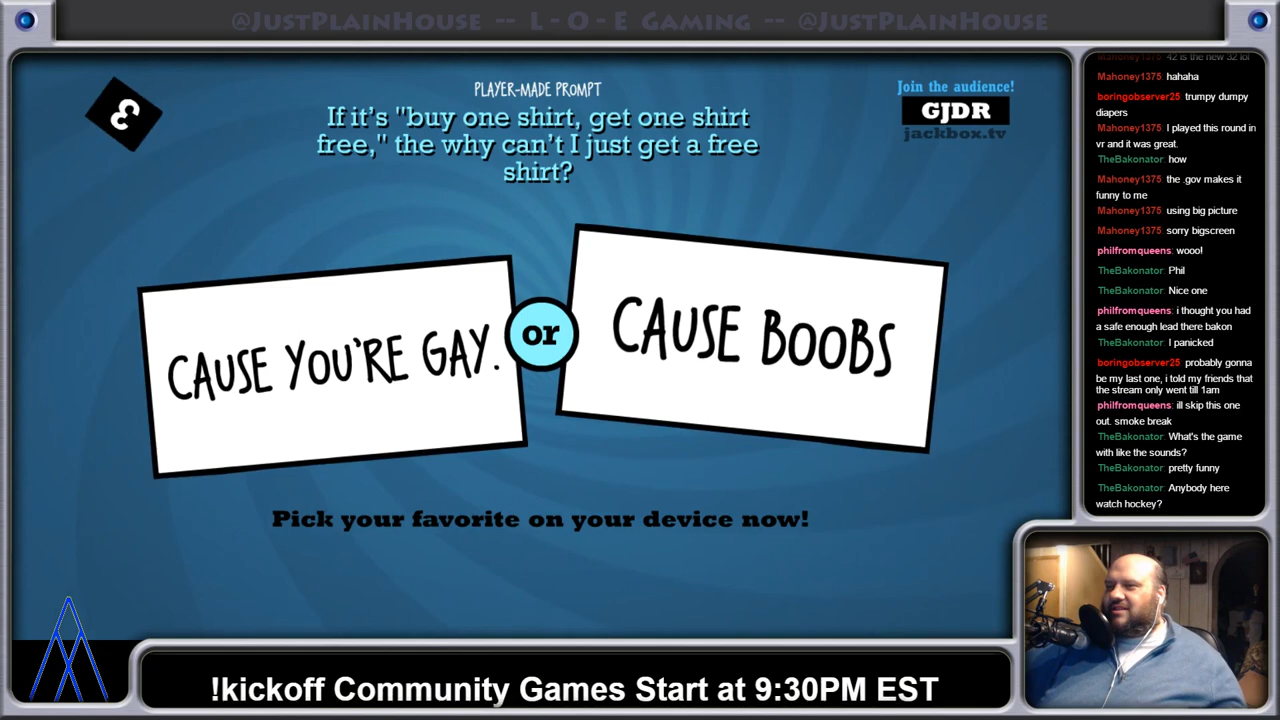 @JustPlainHouse -- L-O-E Gaming -- @JustPlainHouse
3
PLAYER-MADE PROMPT
If it's "buy one shirt, get one shirt
free," the why can't I just get a free
shirt?
Join the audience!
GJDR
jackbox.tv
CAUSE YOU'RE GAY.
or
CAUSE BOOBS
Pick your favorite on your device now!
Mahoney1375: 42 is the new 32 lol
Mahoney1375: hahaha
boringobserver25: trumpy dumpy
diapers
Mahoney1375: I played this round in
vr and it was great.
TheBakonator: how
Mahoney1375: the .gov makes it
funny to me
Mahoney1375: using big picture
Mahoney1375: sorry bigscreen
philfromqueens: wooo!
TheBakonator: Phil
TheBakonator: Nice one
philfromqueens: i thought you had
a safe enough lead there bakon
TheBakonator: I panicked
boringobserver25: probably gonna
be my last one, i told my friends that
the stream only went till 1am
philfromqueens: ill skip this one
out. smoke break
TheBakonator: What's the game
with like the sounds?
TheBakonator: pretty funny
TheBakonator: Anybody here
watch hockey?
!kickoff Community Games Start at 9:30PM EST